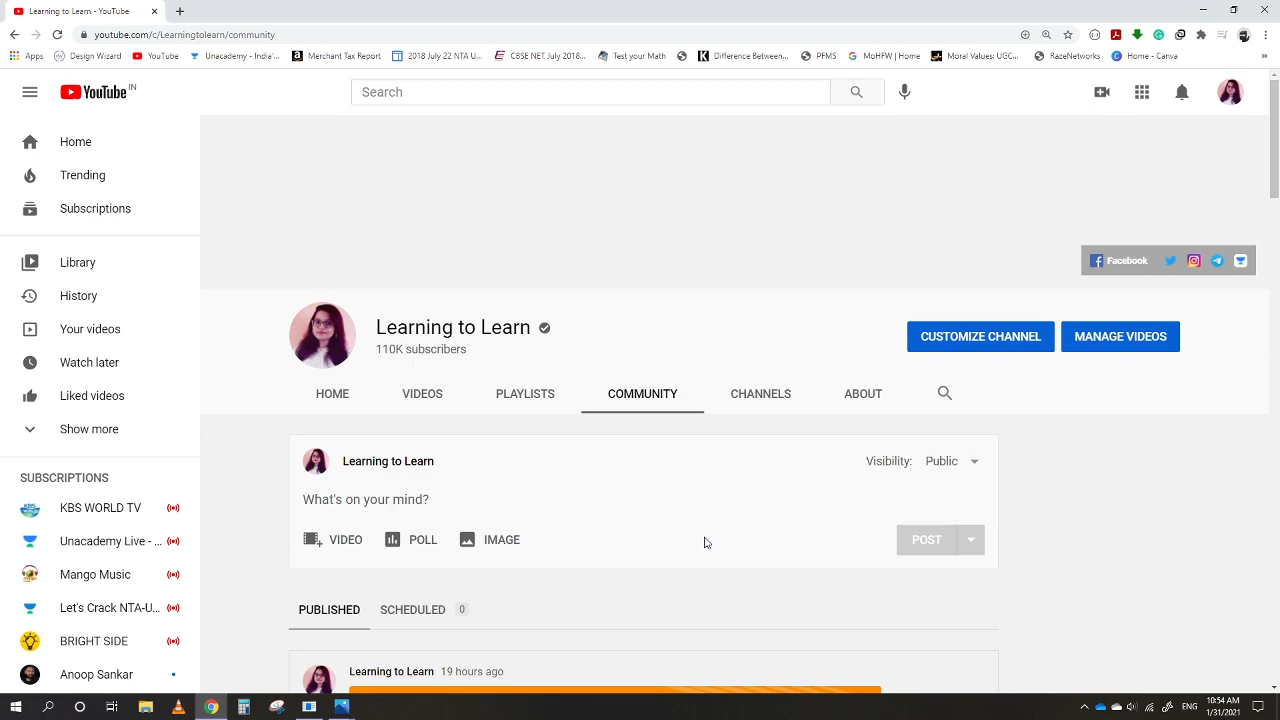 Learning to Learn - YouTube
youtube.com/c/Learningtolearn/community
Apps
Design Wizard
YouTube
Unacademy - India'...
Merchant Tax Report
July 22 NTA U...
CBSE NET July 2018...
Test your Math
Difference Between...
PFMS
MoHFW | Home
Moral Values: UGC...
RazeNetworks
Home - Canva
YouTube IN
Search
Home
Trending
Subscriptions
Library
History
Your videos
Watch later
Liked videos
Show more
SUBSCRIPTIONS
KBS WORLD TV
Unacademy Live - ...
Mango Music
Let's Crack NTA-U...
BRIGHT SIDE
Anoop Sankar
Facebook
Learning to Learn
110K subscribers
CUSTOMIZE CHANNEL
MANAGE VIDEOS
HOME
VIDEOS
PLAYLISTS
COMMUNITY
CHANNELS
ABOUT
Learning to Learn
Visibility: Public
What's on your mind?
VIDEO
POLL
IMAGE
POST
PUBLISHED
SCHEDULED 0
Learning to Learn 19 hours ago
ENG
10:54 AM
1/31/2021